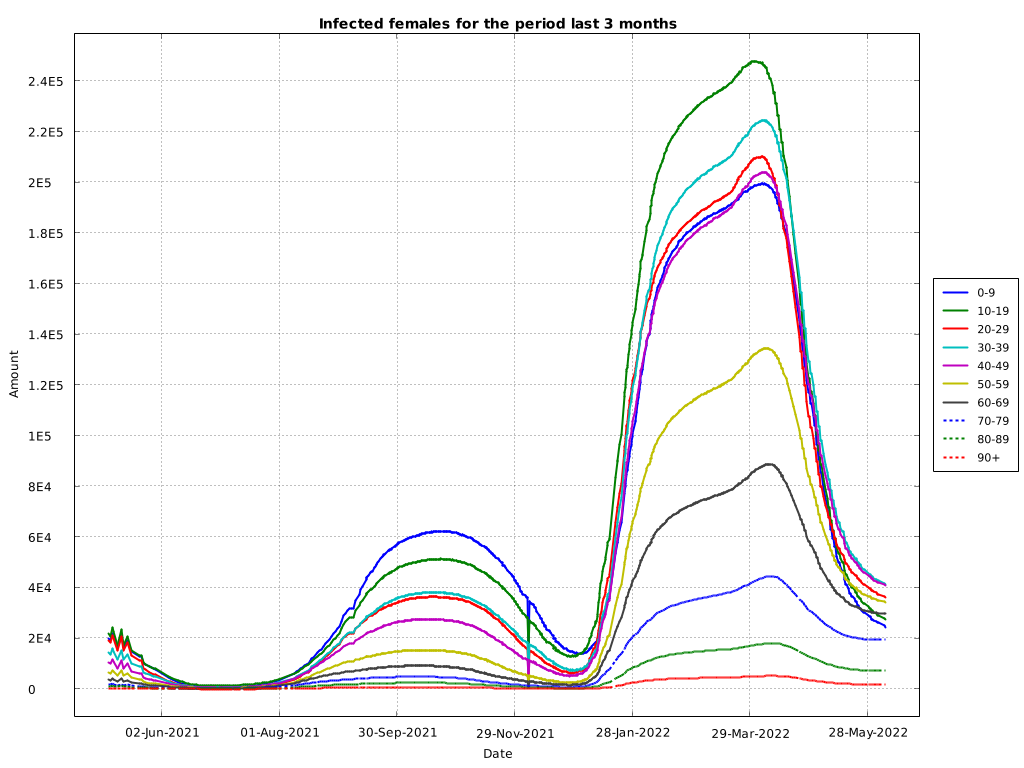 Infected females for the period last 3 months
2.4E5
2.2E5
2E5
1.8E5
1.6E5
1.4E5
1.2E5
1E5
8E4
6E4
4E4
2E4
0
Amount
02-Jun-2021
01-Aug-2021
30-Sep-2021
29-Nov-2021
28-Jan-2022
29-Mar-2022
28-May-2022
Date
0-9
10-19
20-29
30-39
40-49
50-59
60-69
70-79
80-89
90+